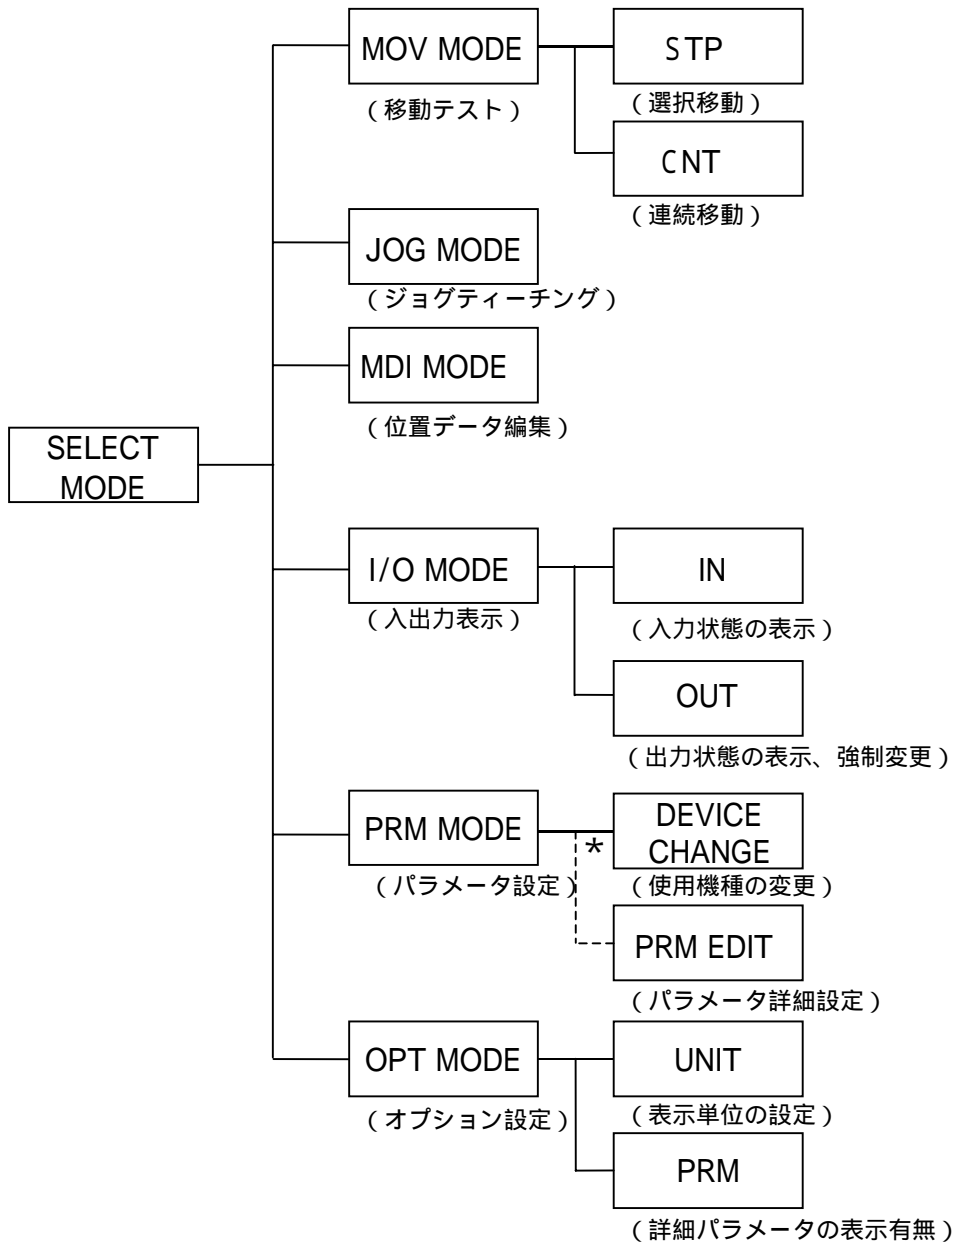 MOV MODE
（移動テスト）
STP
（選択移動）
CNT
（連続移動）
JOG MODE
（ジョグティーチング）
MDI MODE
（位置データ編集）
SELECT
MODE
I/O MODE
（入出力表示）
IN
（入力状態の表示）
OUT
（出力状態の表示、強制変更）
PRM MODE
（パラメータ設定）
*
DEVICE
CHANGE
（使用機種の変更）
PRM EDIT
（パラメータ詳細設定）
OPT MODE
（オプション設定）
UNIT
（表示単位の設定）
PRM
（詳細パラメータの表示有無）